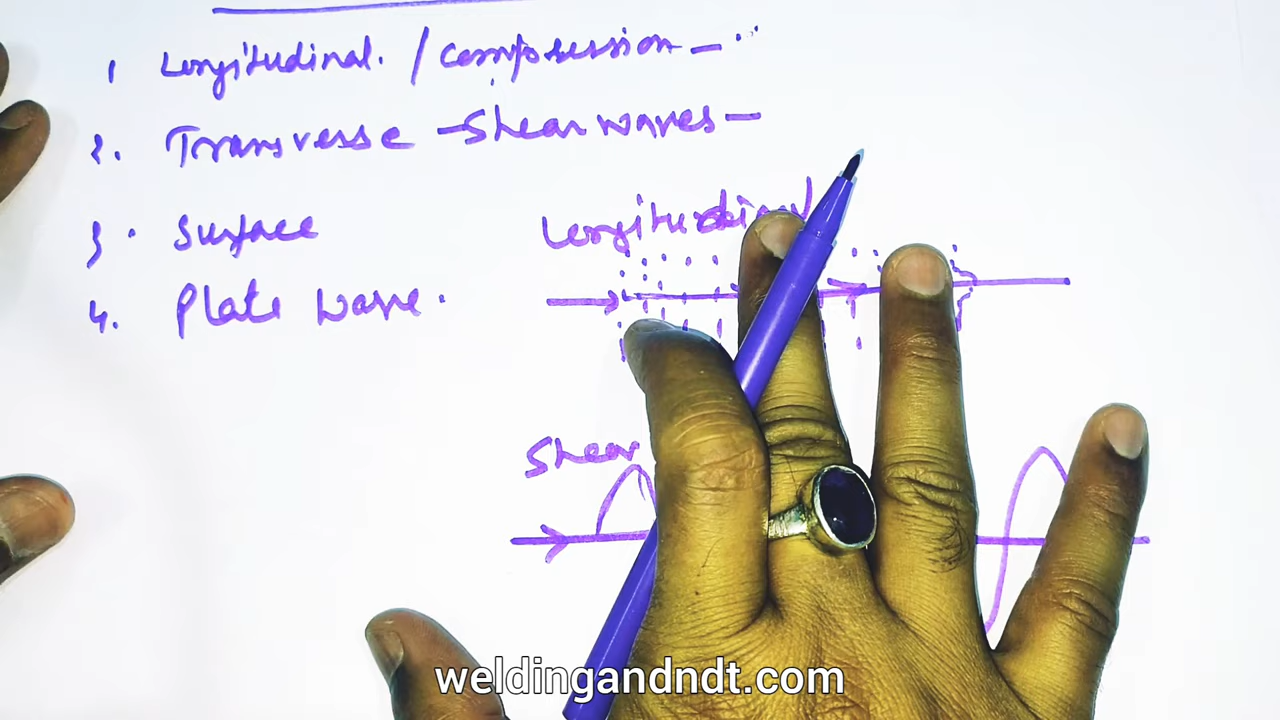 1 Longitudinal. / Compression -
2. Transverse - Shear waves -
3. Surface
4. Plate wave.
Longitudinal
Shear
weldingandndt.com